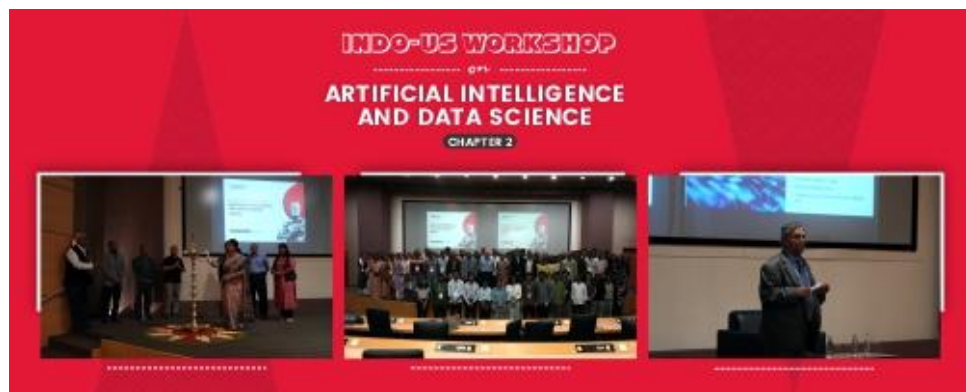 INDO-US WORKSHOP
on
ARTIFICIAL INTELLIGENCE
AND DATA SCIENCE
CHAPTER 2